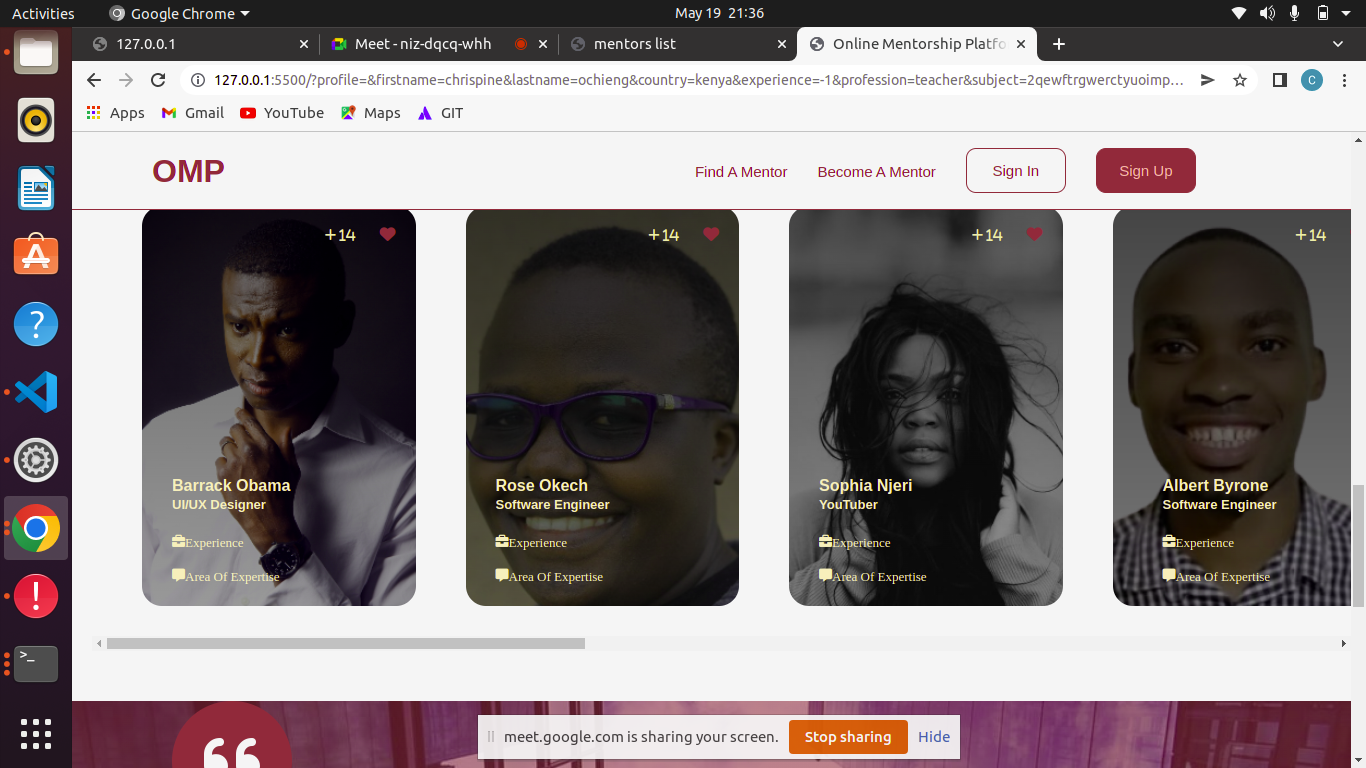 Activities
Google Chrome
May 19 21:36
127.0.0.1
Meet - niz-dqcq-whh
mentors list
Online Mentorship Platfo
127.0.0.1:5500/?profile=&firstname=chrispine&lastname=ochieng&country=kenya&experience=-1&profession=teacher&subject=2qewftrgwerctyuoimp...
C
Apps
Gmail
YouTube
Maps
GIT
OMP
Find A Mentor
Become A Mentor
Sign In
Sign Up
+14
Barrack Obama
UI/UX Designer
Experience
Area Of Expertise
+14
Rose Okech
Software Engineer
Experience
Area Of Expertise
+14
Sophia Njeri
YouTuber
Experience
Area Of Expertise
+14
Albert Byrone
Software Engineer
Experience
Area Of Expertise
meet.google.com is sharing your screen.
Stop sharing
Hide